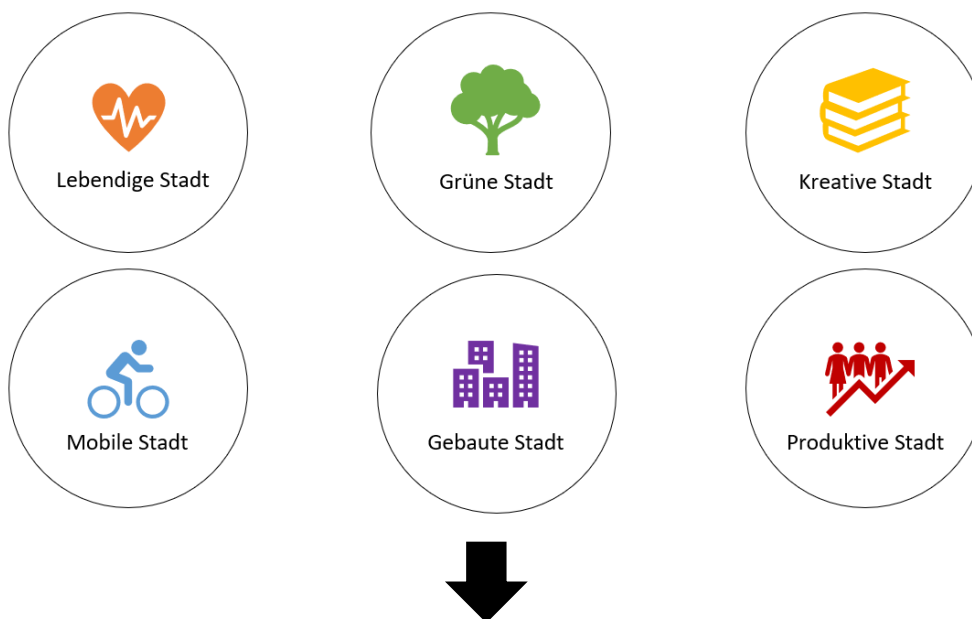 Lebendige Stadt
Grüne Stadt
Kreative Stadt
Mobile Stadt
Gebaute Stadt
Produktive Stadt